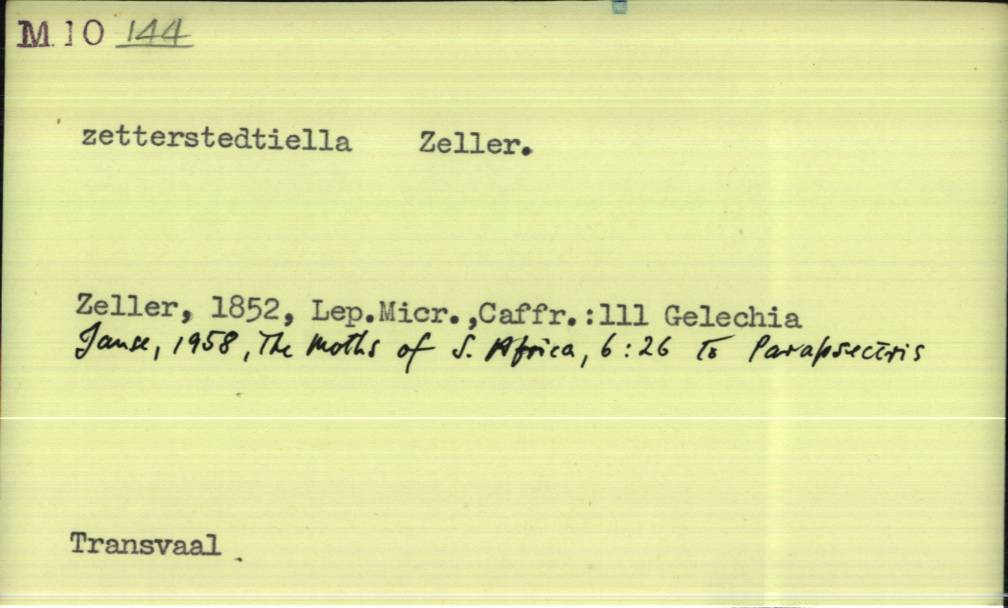 M 10 144
zetterstedtiella Zeller.
Zeller, 1852, Lep.Micr.,Caffr.:111 Gelechia
Janse, 1958, The Moths of S. Africa, 6:26 to Parapsectris
Transvaal